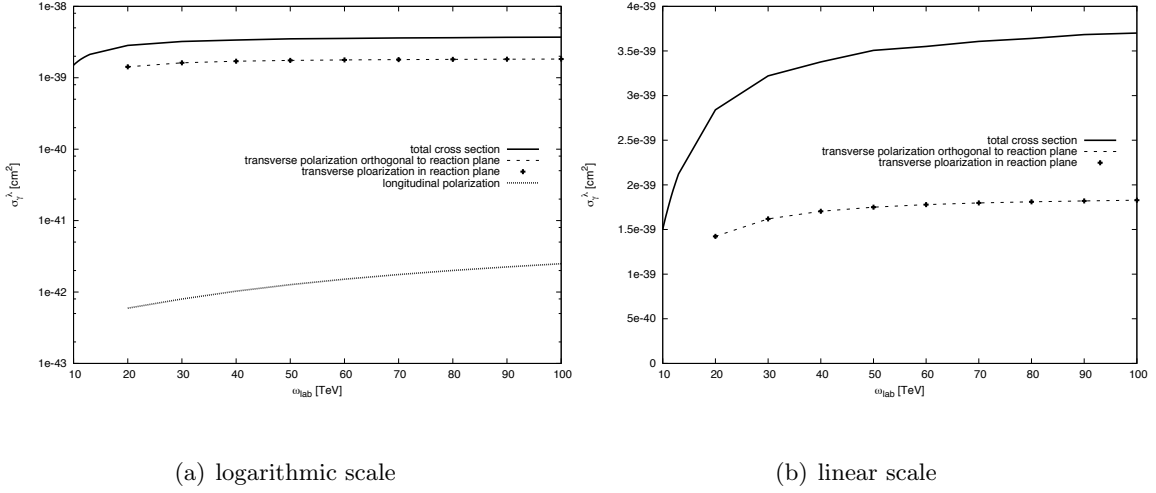 1e-38
1e-39
1e-40
1e-41
1e-42
1e-43
σγλ [cm2]
total cross section
transverse polarization orthogonal to reaction plane
transverse ploarization in reaction plane
longitudinal polarization
10 20 30 40 50 60 70 80 90 100
ωlab [TeV]
(a) logarithmic scale
4e-39
3.5e-39
3e-39
2.5e-39
2e-39
1.5e-39
1e-39
5e-40
0
σγλ [cm2]
total cross section
transverse polarization orthogonal to reaction plane
transverse ploarization in reaction plane
10 20 30 40 50 60 70 80 90 100
ωlab [TeV]
(b) linear scale